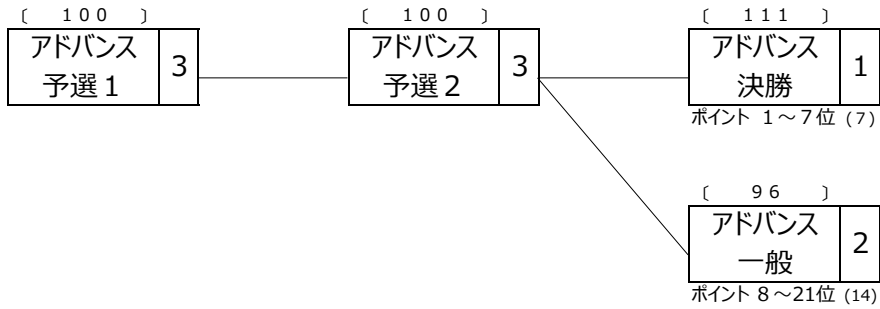 〔 100 〕
アドバンス
予選１
3
〔 100 〕
アドバンス
予選２
3
〔 111 〕
アドバンス
決勝
1
ポイント 1～7位 (7)
〔 96 〕
アドバンス
一般
2
ポイント 8～21位 (14)